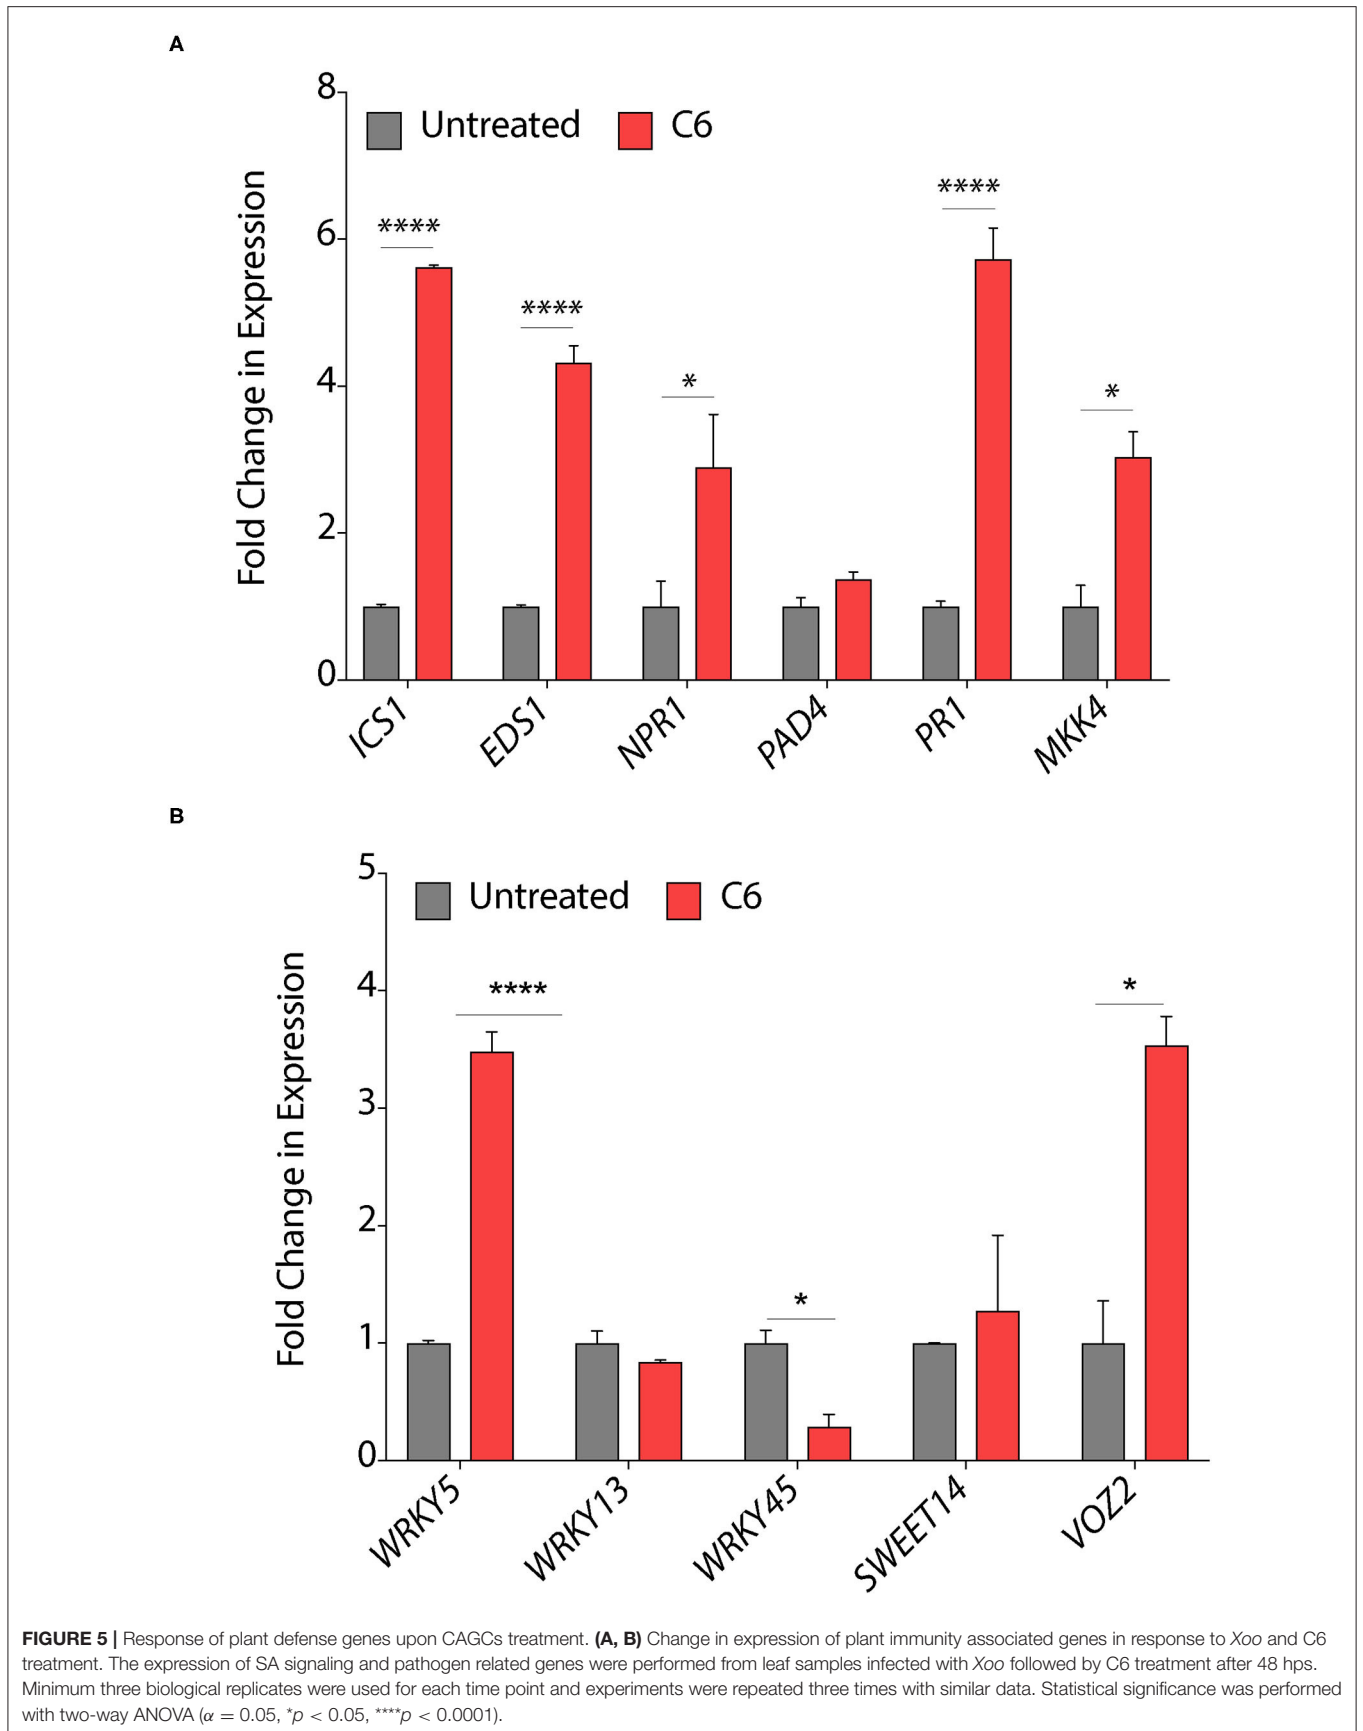 A
8
Untreated C6
****
6
****
****
*
*
4
2
0
Fold Change in Expression
ICS1 EDS1 NPR1 PAD4 PR1 MKK4
B
5
Untreated C6
4
****
*
3
2
*
1
0
Fold Change in Expression
WRKY5 WRKY13 WRKY45 SWEET14 VOZ2
FIGURE 5 | Response of plant defense genes upon CAGCs treatment. (A, B) Change in expression of plant immunity associated genes in response to Xoo and C6
treatment. The expression of SA signaling and pathogen related genes were performed from leaf samples infected with Xoo followed by C6 treatment after 48 hps.
Minimum three biological replicates were used for each time point and experiments were repeated three times with similar data. Statistical significance was performed
with two-way ANOVA (α = 0.05, *p < 0.05, ****p < 0.0001).